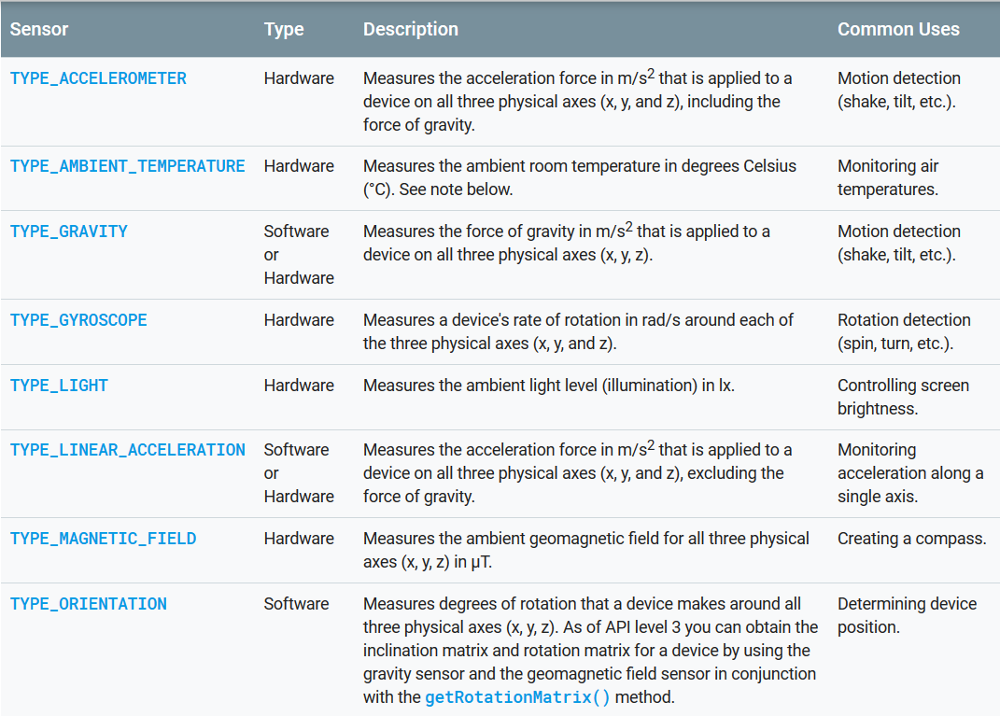 Sensor Type Description Common Uses
TYPE_ACCELEROMETER Hardware Measures the acceleration force in m/s² that is applied to a Motion detection
device on all three physical axes (x, y, and z), including the (shake, tilt, etc.).
force of gravity.
TYPE_AMBIENT_TEMPERATURE Hardware Measures the ambient room temperature in degrees Celsius Monitoring air
(°C). See note below. temperatures.
TYPE_GRAVITY Software Measures the force of gravity in m/s² that is applied to a Motion detection
or device on all three physical axes (x, y, z). (shake, tilt, etc.).
Hardware
TYPE_GYROSCOPE Hardware Measures a device's rate of rotation in rad/s around each of Rotation detection
the three physical axes (x, y, and z). (spin, turn, etc.).
TYPE_LIGHT Hardware Measures the ambient light level (illumination) in lx. Controlling screen
brightness.
TYPE_LINEAR_ACCELERATION Software Measures the acceleration force in m/s² that is applied to a Monitoring
or device on all three physical axes (x, y, and z), excluding the acceleration along a
Hardware force of gravity. single axis.
TYPE_MAGNETIC_FIELD Hardware Measures the ambient geomagnetic field for all three physical Creating a compass.
axes (x, y, z) in μT.
TYPE_ORIENTATION Software Measures degrees of rotation that a device makes around all Determining device
three physical axes (x, y, z). As of API level 3 you can obtain the position.
inclination matrix and rotation matrix for a device by using the
gravity sensor and the geomagnetic field sensor in conjunction
with the getRotationMatrix() method.